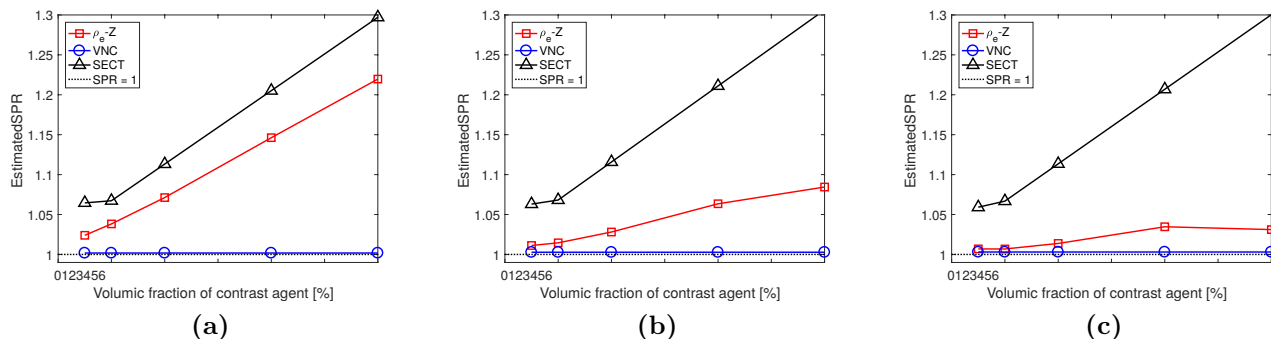 1.3
1.25
1.2
1.15
1.1
1.05
1
EstimatedSPR
ρe-Z
VNC
SECT
SPR = 1
0123456
Volumic fraction of contrast agent [%]
(a)
1.3
1.25
1.2
1.15
1.1
1.05
1
EstimatedSPR
ρe-Z
VNC
SECT
SPR = 1
0123456
Volumic fraction of contrast agent [%]
(b)
1.3
1.25
1.2
1.15
1.1
1.05
1
EstimatedSPR
ρe-Z
VNC
SECT
SPR = 1
0123456
Volumic fraction of contrast agent [%]
(c)